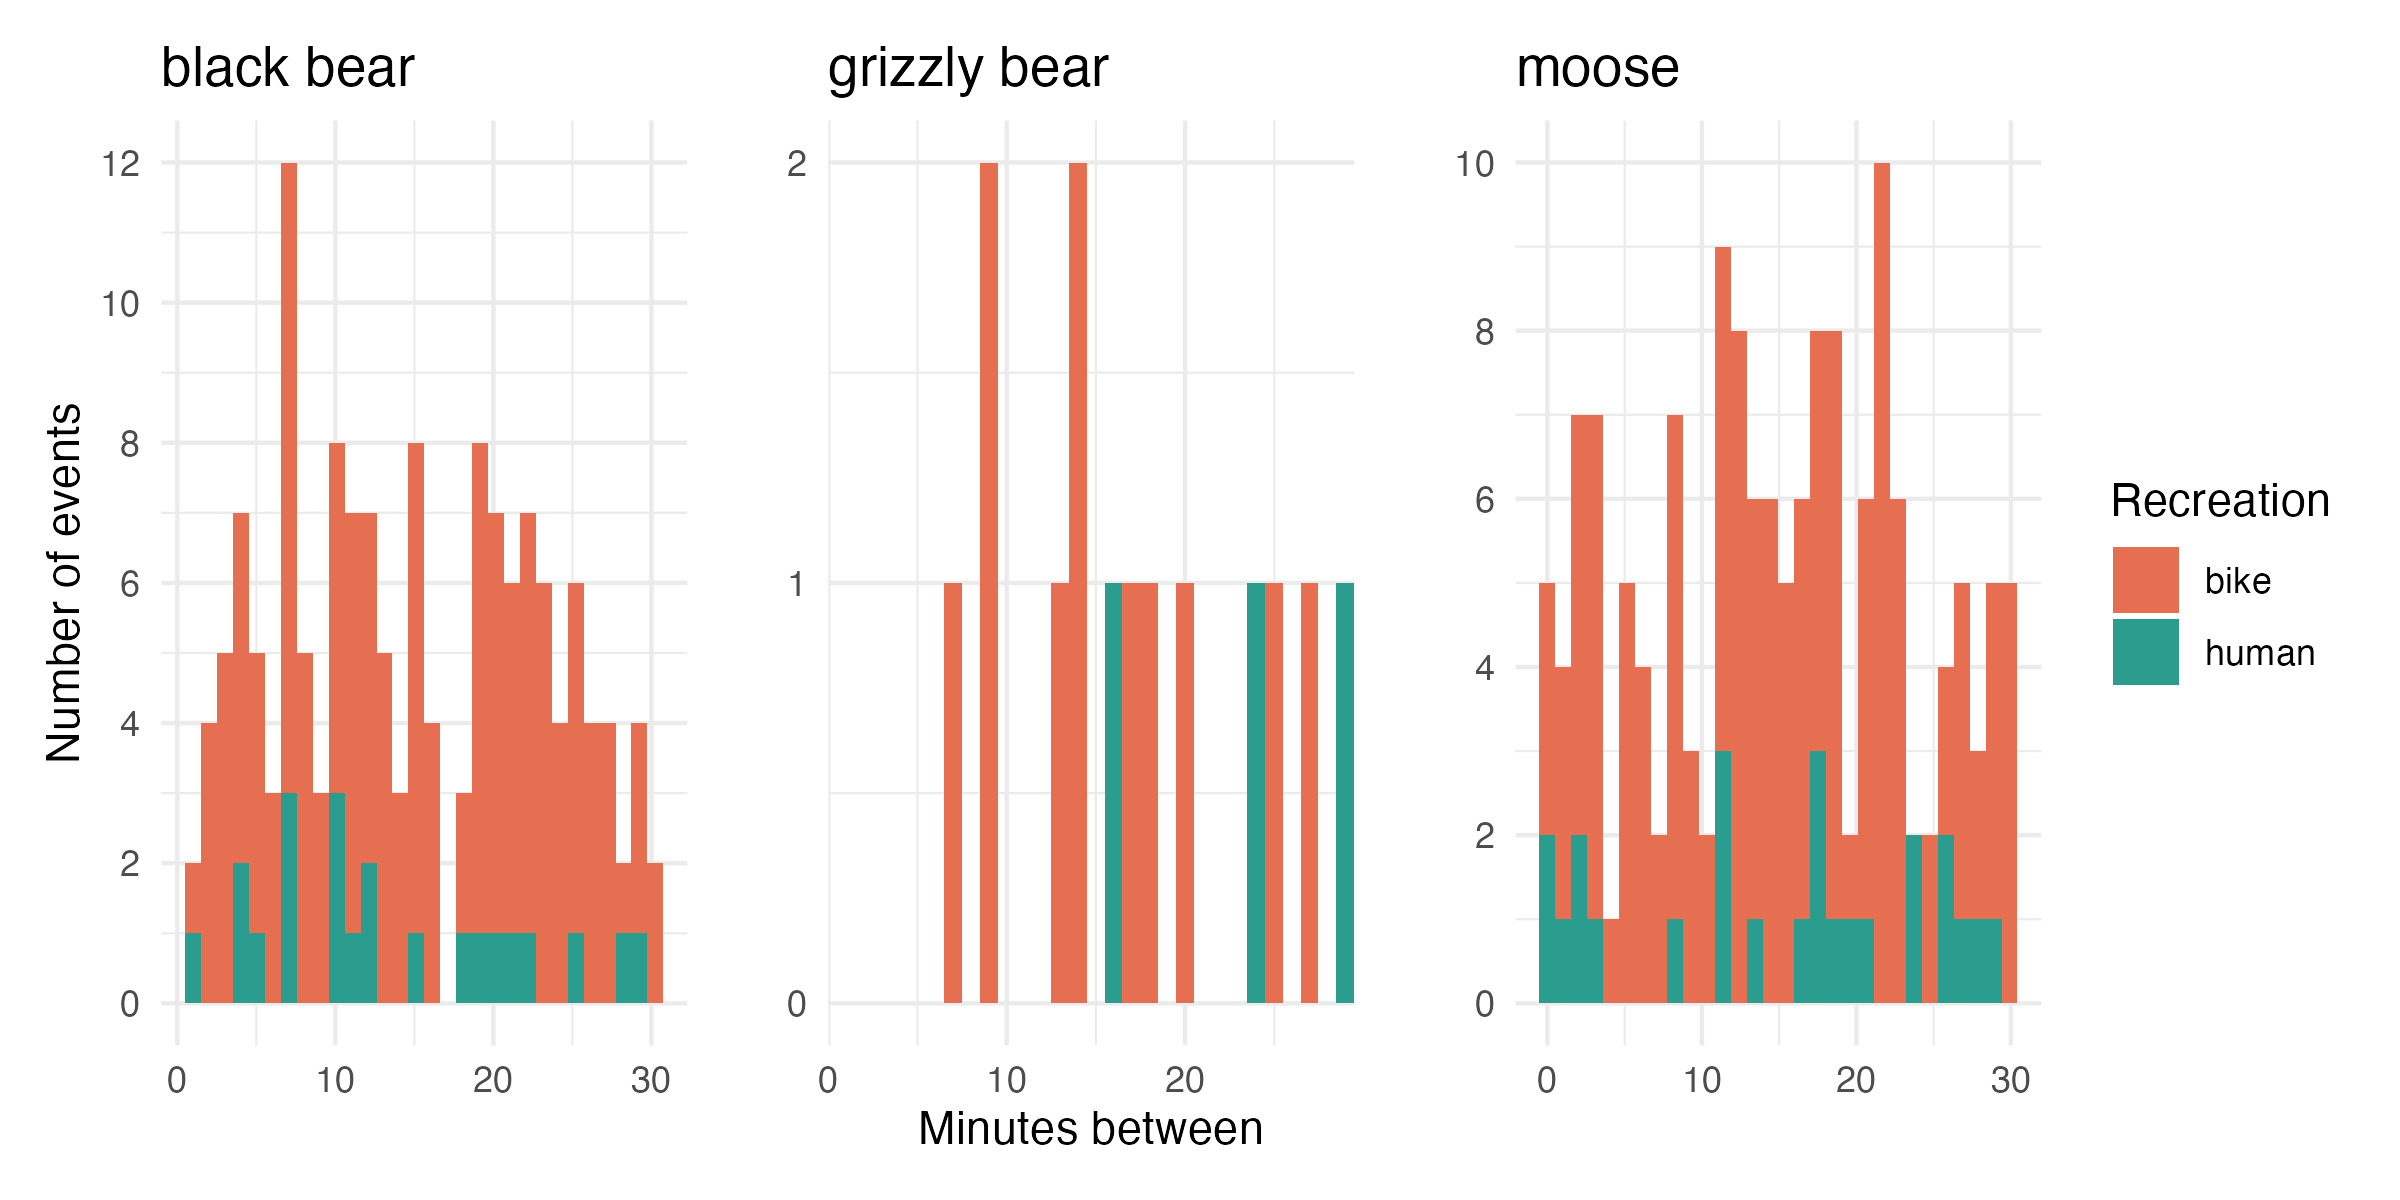 black bear
grizzly bear
moose
Number of events
12
10
8
6
4
2
0
0 10 20 30
2
1
0
0 10 20
10
8
6
4
2
0
0 10 20 30
Minutes between
Recreation
bike
human